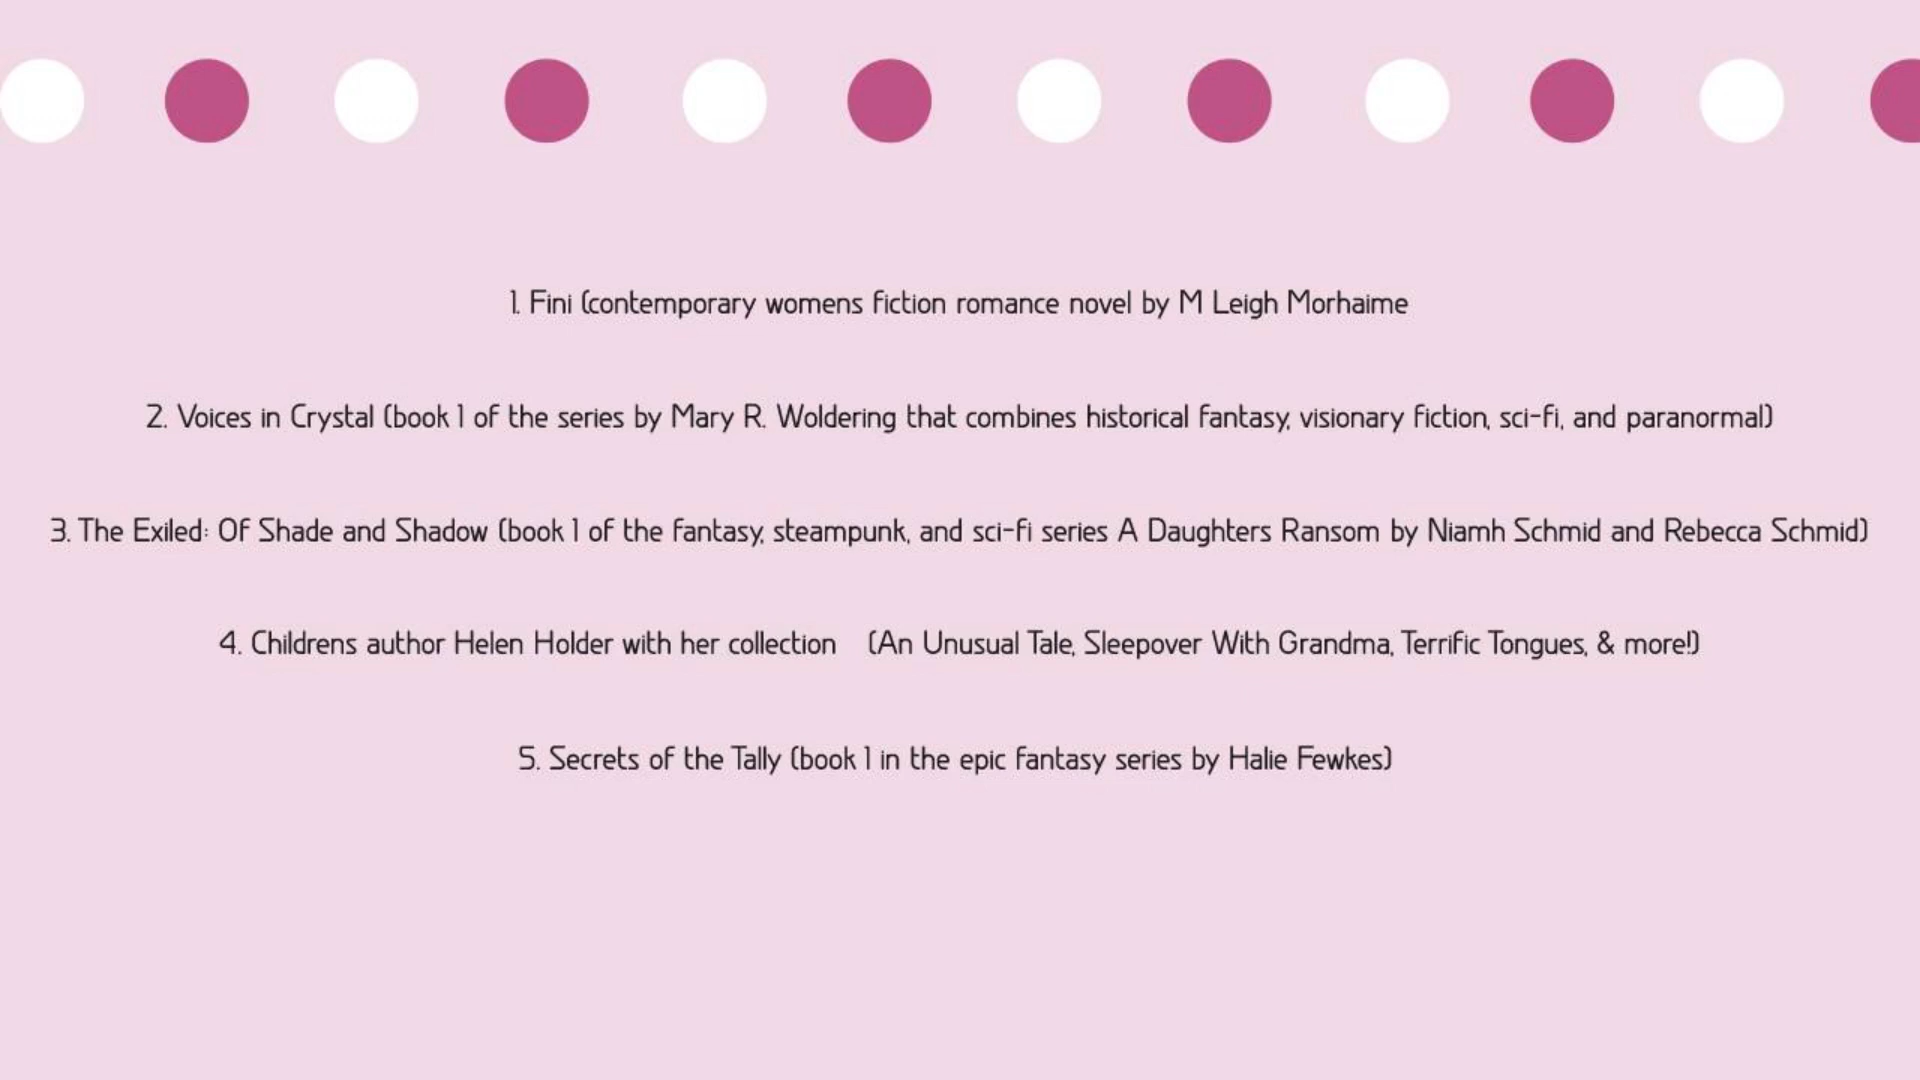 1. Fini (contemporary womens fiction romance novel by M Leigh Morhaime
2. Voices in Crystal (book 1 of the series by Mary R. Woldering that combines historical fantasy, visionary fiction, sci-fi, and paranormal)
3. The Exiled: Of Shade and Shadow (book 1 of the fantasy, steampunk, and sci-fi series A Daughters Ransom by Niamh Schmid and Rebecca Schmid)
4. Childrens author Helen Holder with her collection (An Unusual Tale, Sleepover With Grandma, Terrific Tongues, & more!)
5. Secrets of the Tally (book 1 in the epic fantasy series by Halie Fewkes)